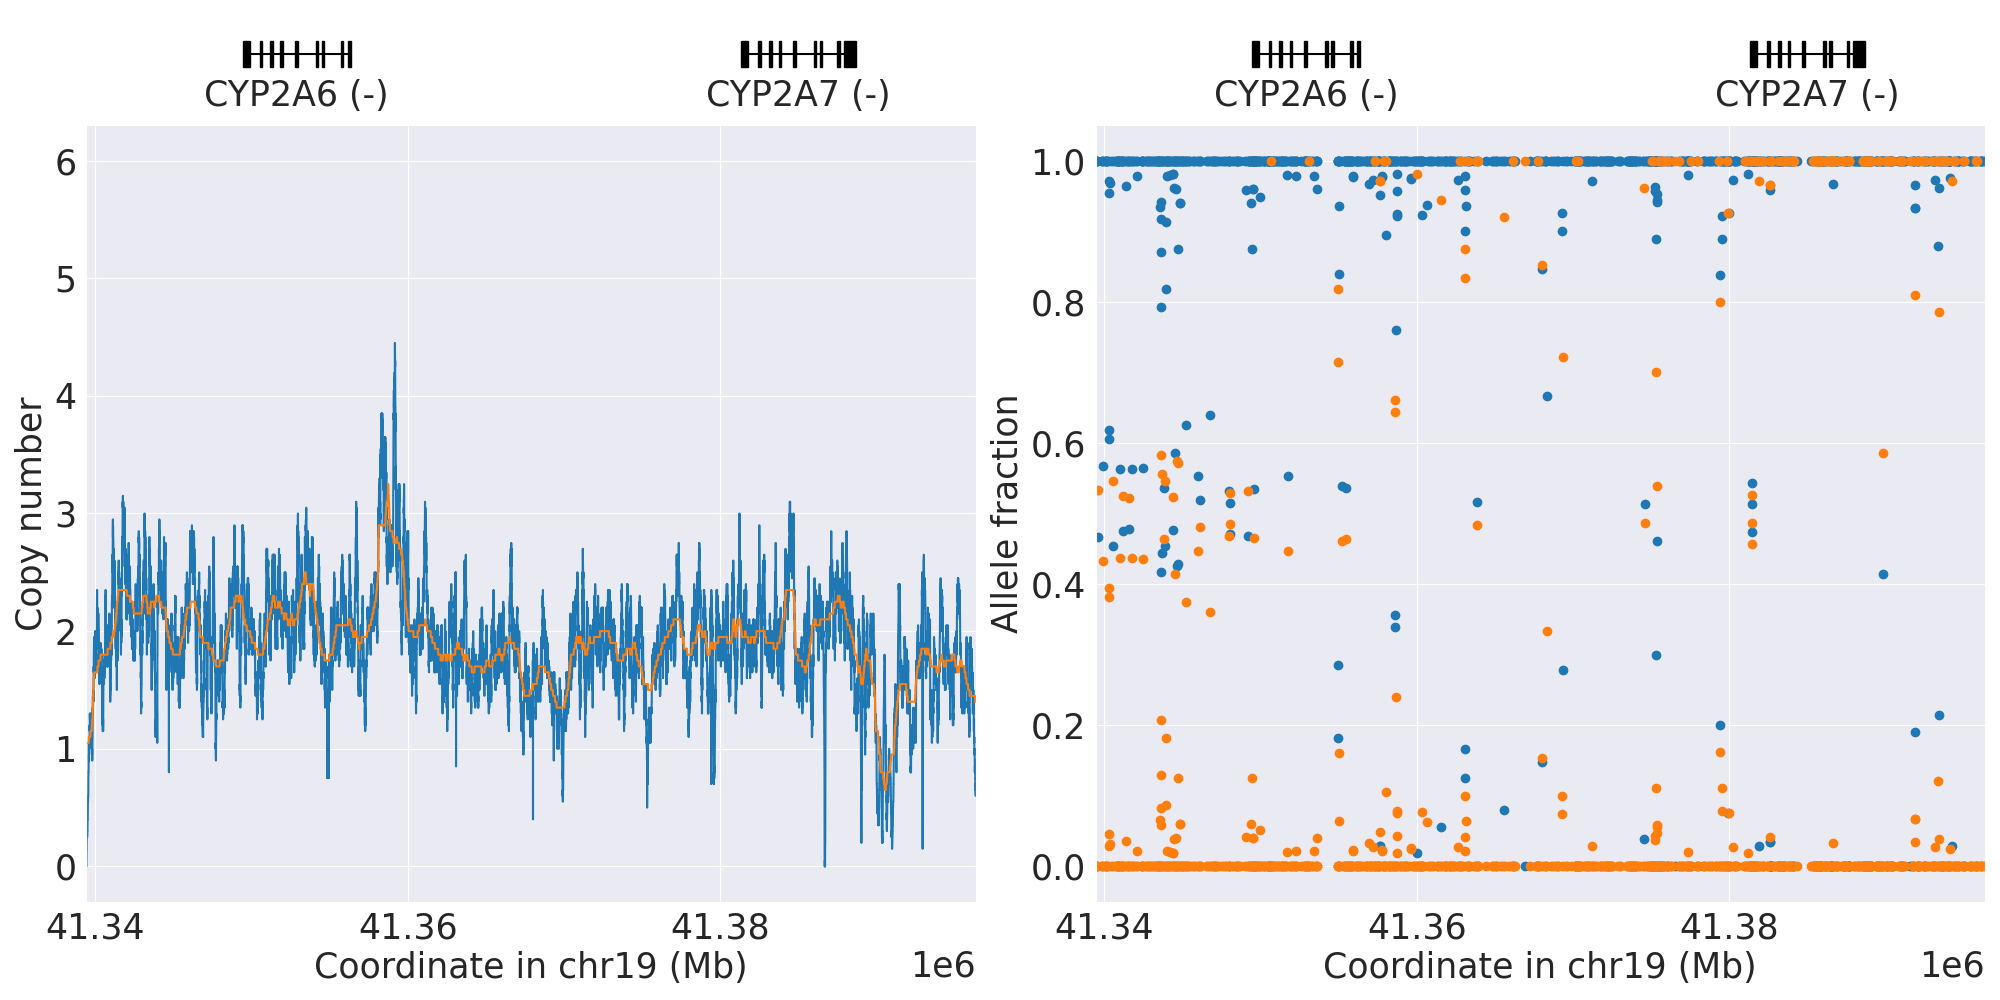 CYP2A6 (-)
CYP2A7 (-)
6
5
4
3
2
1
0
Copy number
41.34
41.36
41.38
Coordinate in chr19 (Mb)
1e6
CYP2A6 (-)
CYP2A7 (-)
1.0
0.8
0.6
0.4
0.2
0.0
Allele fraction
41.34
41.36
41.38
Coordinate in chr19 (Mb)
1e6